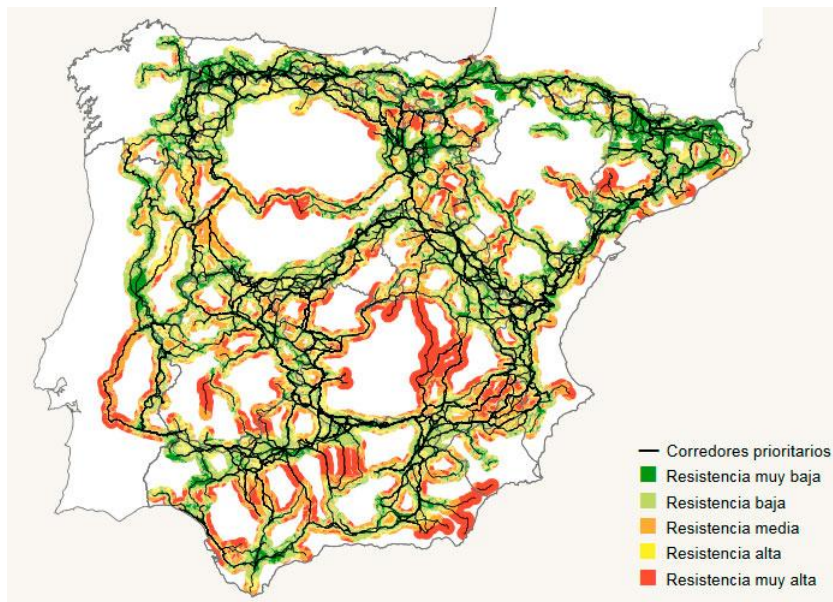 Corredores prioritarios
Resistencia muy baja
Resistencia baja
Resistencia media
Resistencia alta
Resistencia muy alta